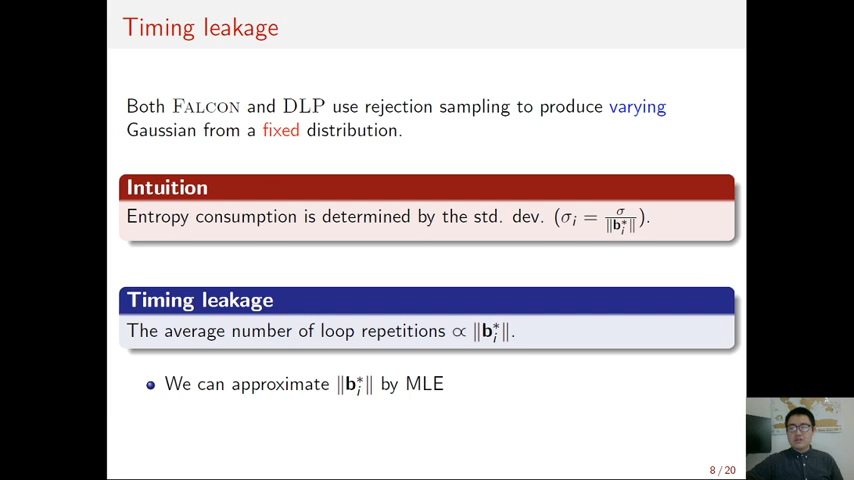 Timing leakage
Both FALCON and DLP use rejection sampling to produce varying
Gaussian from a fixed distribution.
Intuition
Entropy consumption is determined by the std. dev. (σᵢ = σ/‖b*ᵢ‖).
Timing leakage
The average number of loop repetitions ∝ ‖b*ᵢ‖.
We can approximate ‖b*ᵢ‖ by MLE
8 / 20